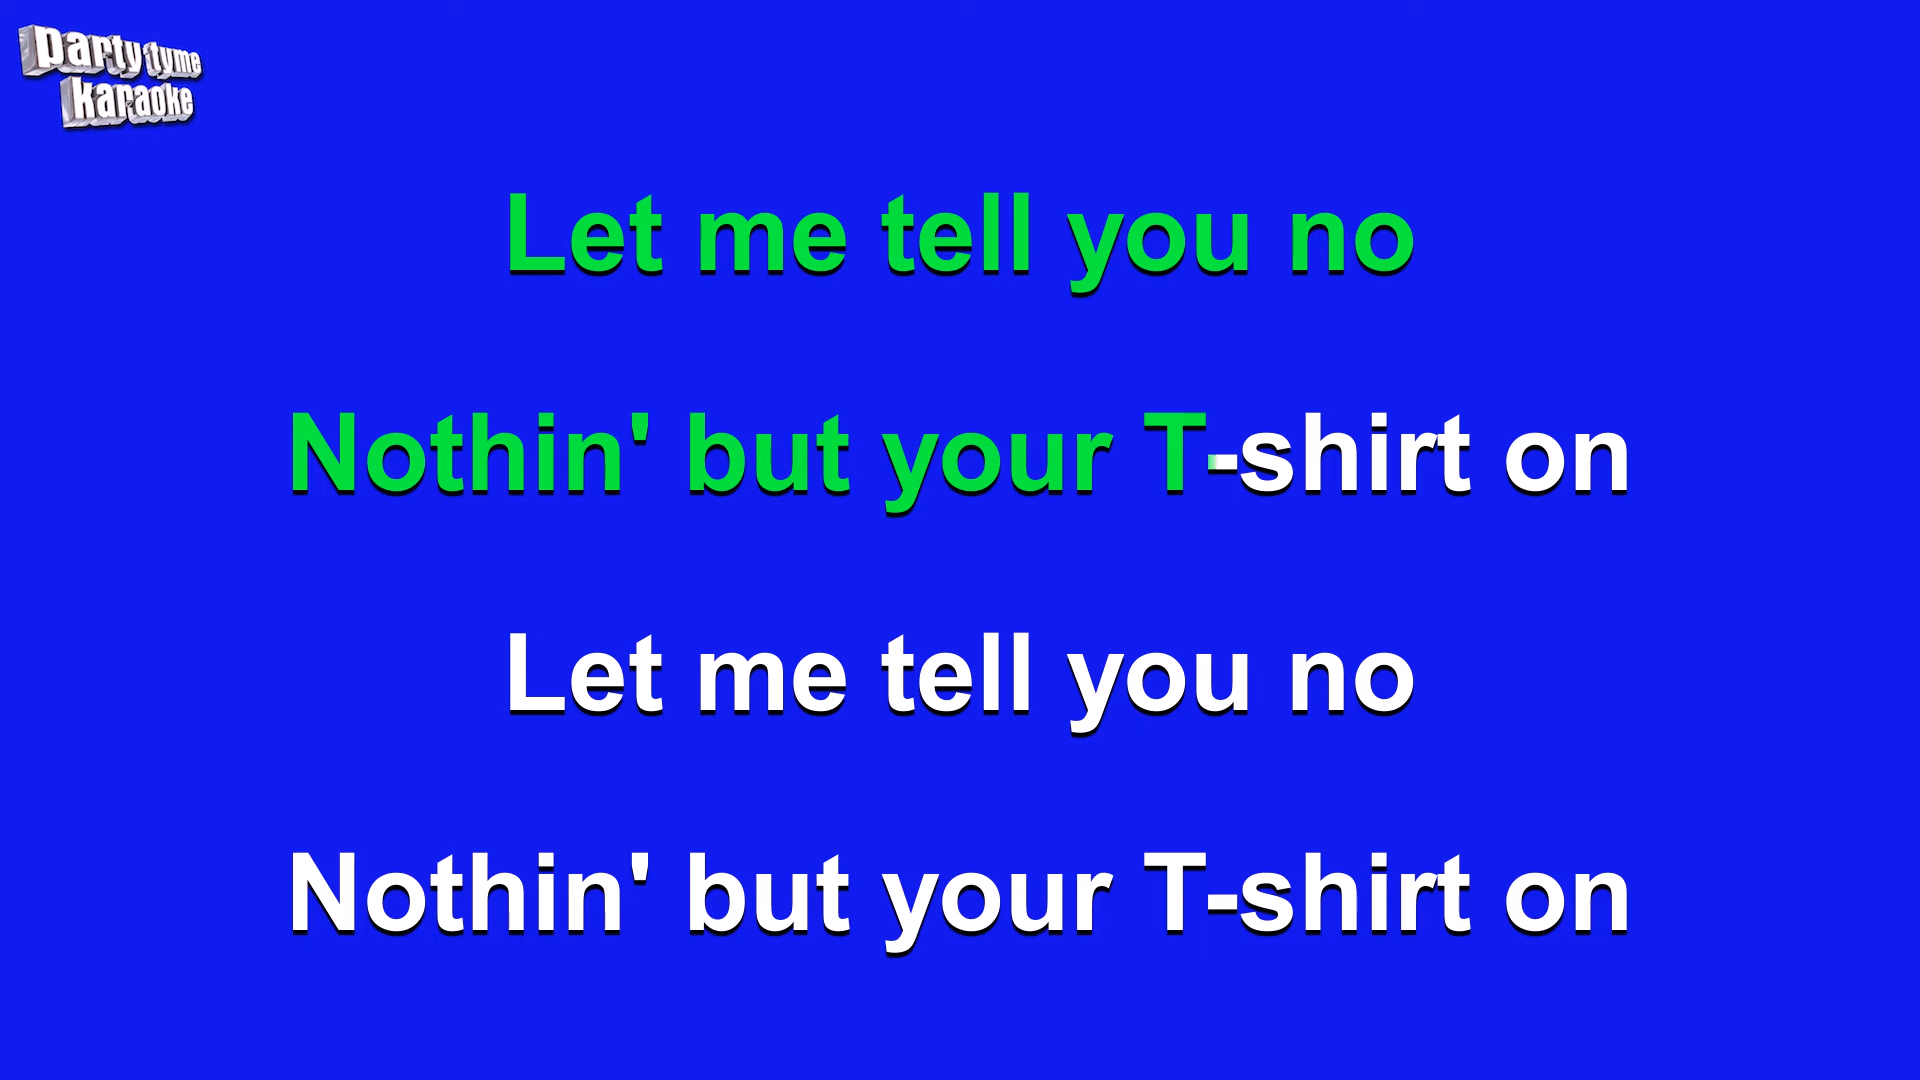 party tyme
karaoke
Let me tell you no
Nothin' but your T-shirt on
Let me tell you no
Nothin' but your T-shirt on